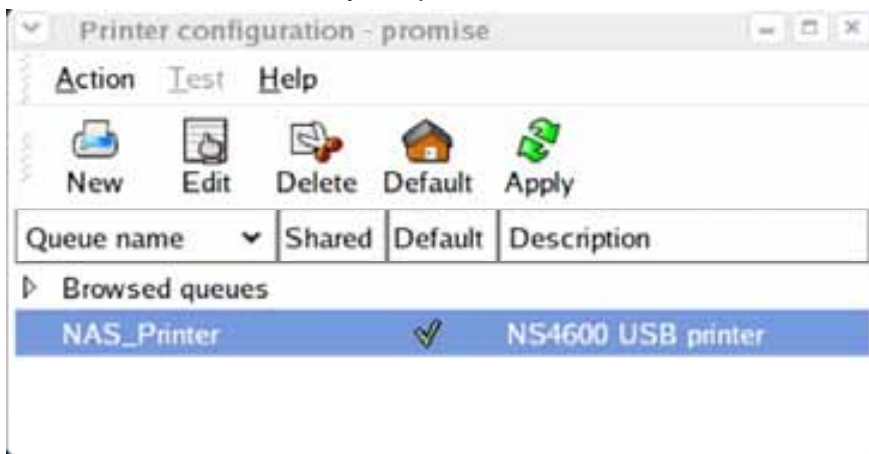 Printer configuration - promise
Action Test Help
New Edit Delete Default Apply
Queue name Shared Default Description
Browsed queues
NAS_Printer NS4600 USB printer